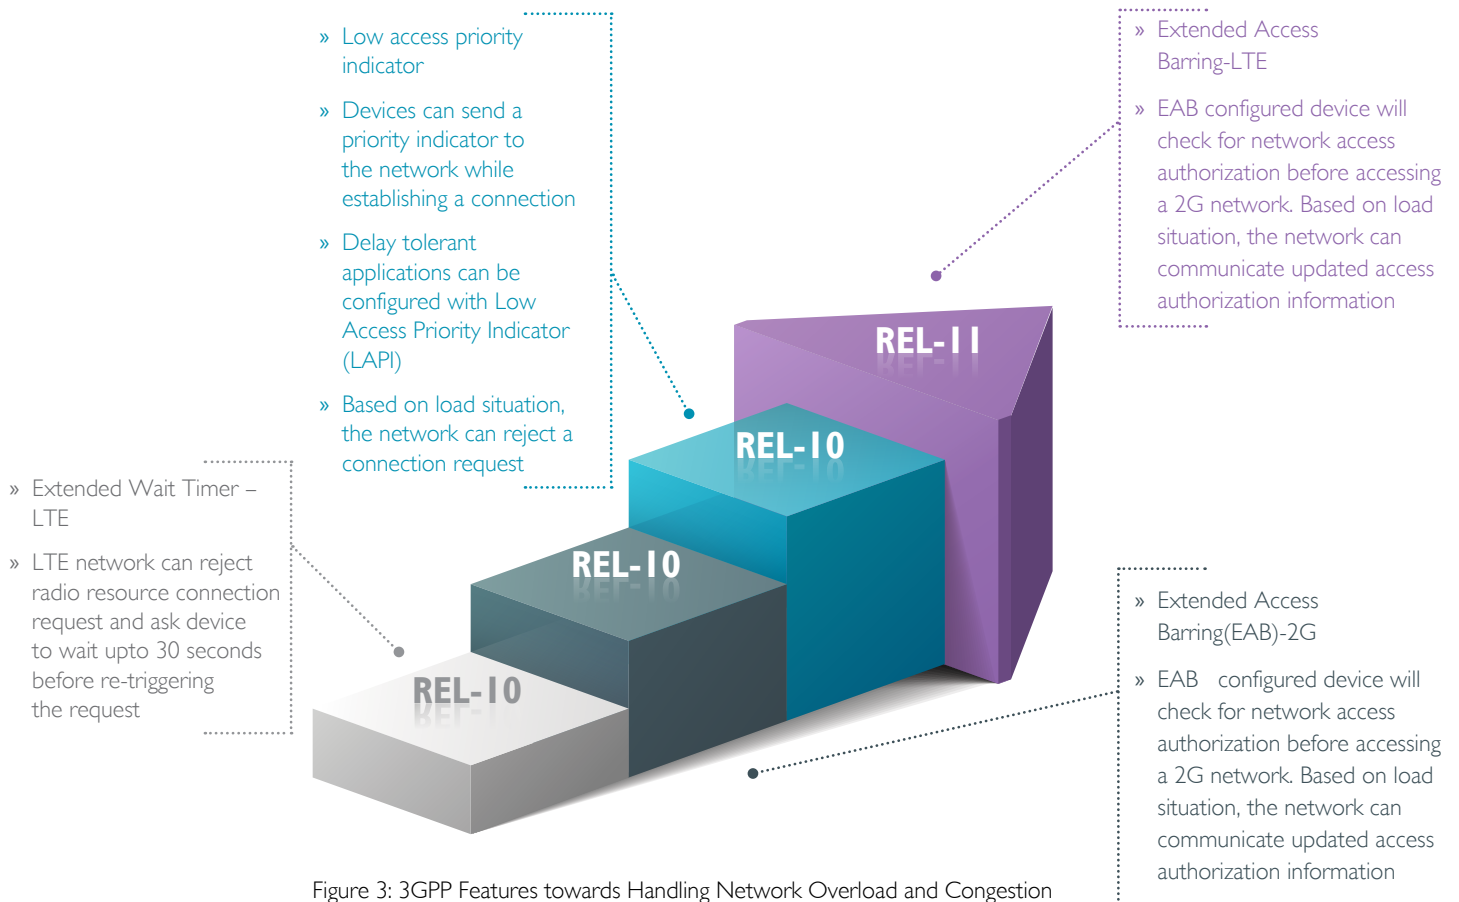 » Low access priority
indicator
» Devices can send a
priority indicator to
the network while
establishing a connection
» Delay tolerant
applications can be
configured with Low
Access Priority Indicator
(LAPI)
» Based on load situation,
the network can reject a
connection request
» Extended Access
Barring-LTE
» EAB configured device will
check for network access
authorization before accessing
a 2G network. Based on load
situation, the network can
communicate updated access
authorization information
REL-11
REL-10
REL-10
REL-10
» Extended Wait Timer –
LTE
» LTE network can reject
radio resource connection
request and ask device
to wait upto 30 seconds
before re-triggering
the request
» Extended Access
Barring(EAB)-2G
» EAB configured device will
check for network access
authorization before accessing
a 2G network. Based on load
situation, the network can
communicate updated access
authorization information
Figure 3: 3GPP Features towards Handling Network Overload and Congestion